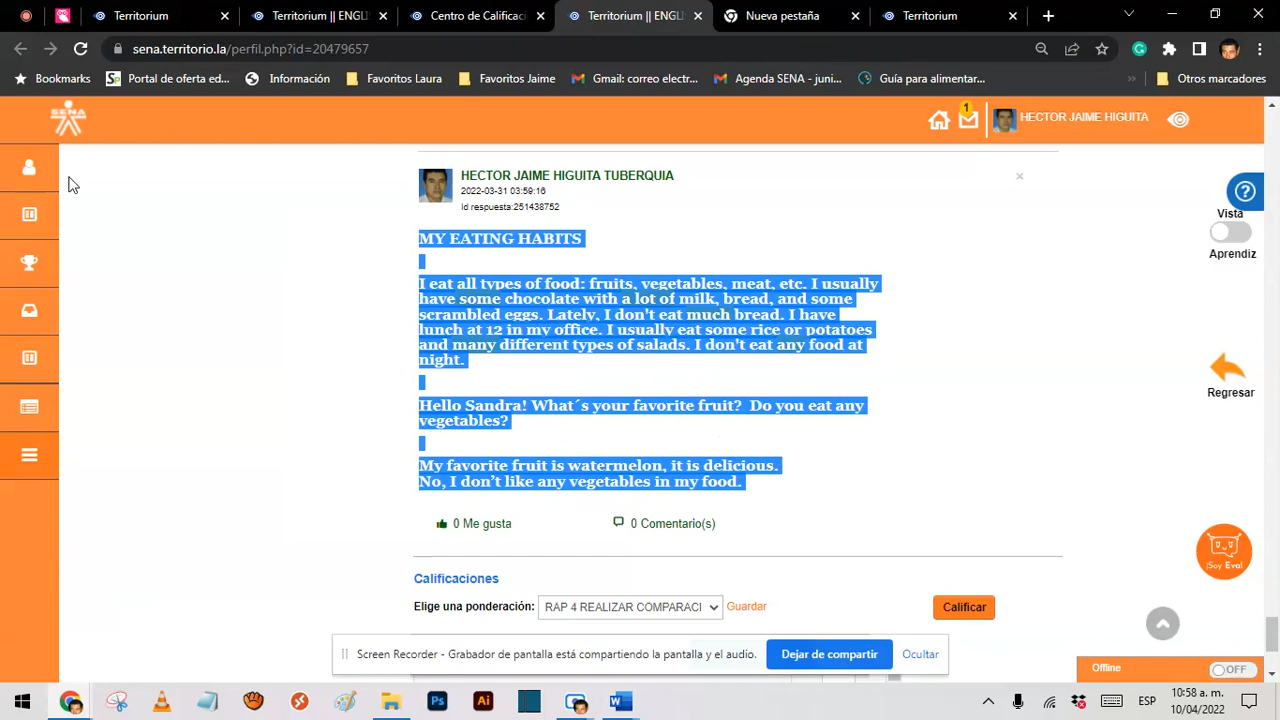 Territorium
Territorium || ENG
Centro de Calificac
Territorium || ENG
Nueva pestaña
Territorium
sena.territorio.la/perfil.php?id=20479657
Bookmarks
Portal de oferta ed...
Información
Favoritos Laura
Favoritos Jaime
Gmail: correo electr...
Agenda SENA - juni...
Guía para alimentar...
Otros marcadores
SENA
1
HECTOR JAIME HIGUITA
HECTOR JAIME HIGUITA TUBERQUIA
2022-03-31 03:59:16
Id respuesta:251438752
Vista
Aprendiz
MY EATING HABITS
I eat all types of food: fruits, vegetables, meat, etc. I usually
have some chocolate with a lot of milk, bread, and some
scrambled eggs. Lately, I don't eat much bread. I have
lunch at 12 in my office. I usually eat some rice or potatoes
and many different types of salads. I don't eat any food at
night.
Regresar
Hello Sandra! What´s your favorite fruit?  Do you eat any
vegetables?
My favorite fruit is watermelon, it is delicious.
No, I don’t like any vegetables in my food.
0 Me gusta
0 Comentario(s)
¡Soy Eva!
Calificaciones
Elige una ponderación:
RAP 4 REALIZAR COMPARACI
Guardar
Calificar
Screen Recorder - Grabador de pantalla está compartiendo la pantalla y el audio.
Dejar de compartir
Ocultar
Offline
OFF
Ps
Ai
ESP
10:58 a. m.
10/04/2022